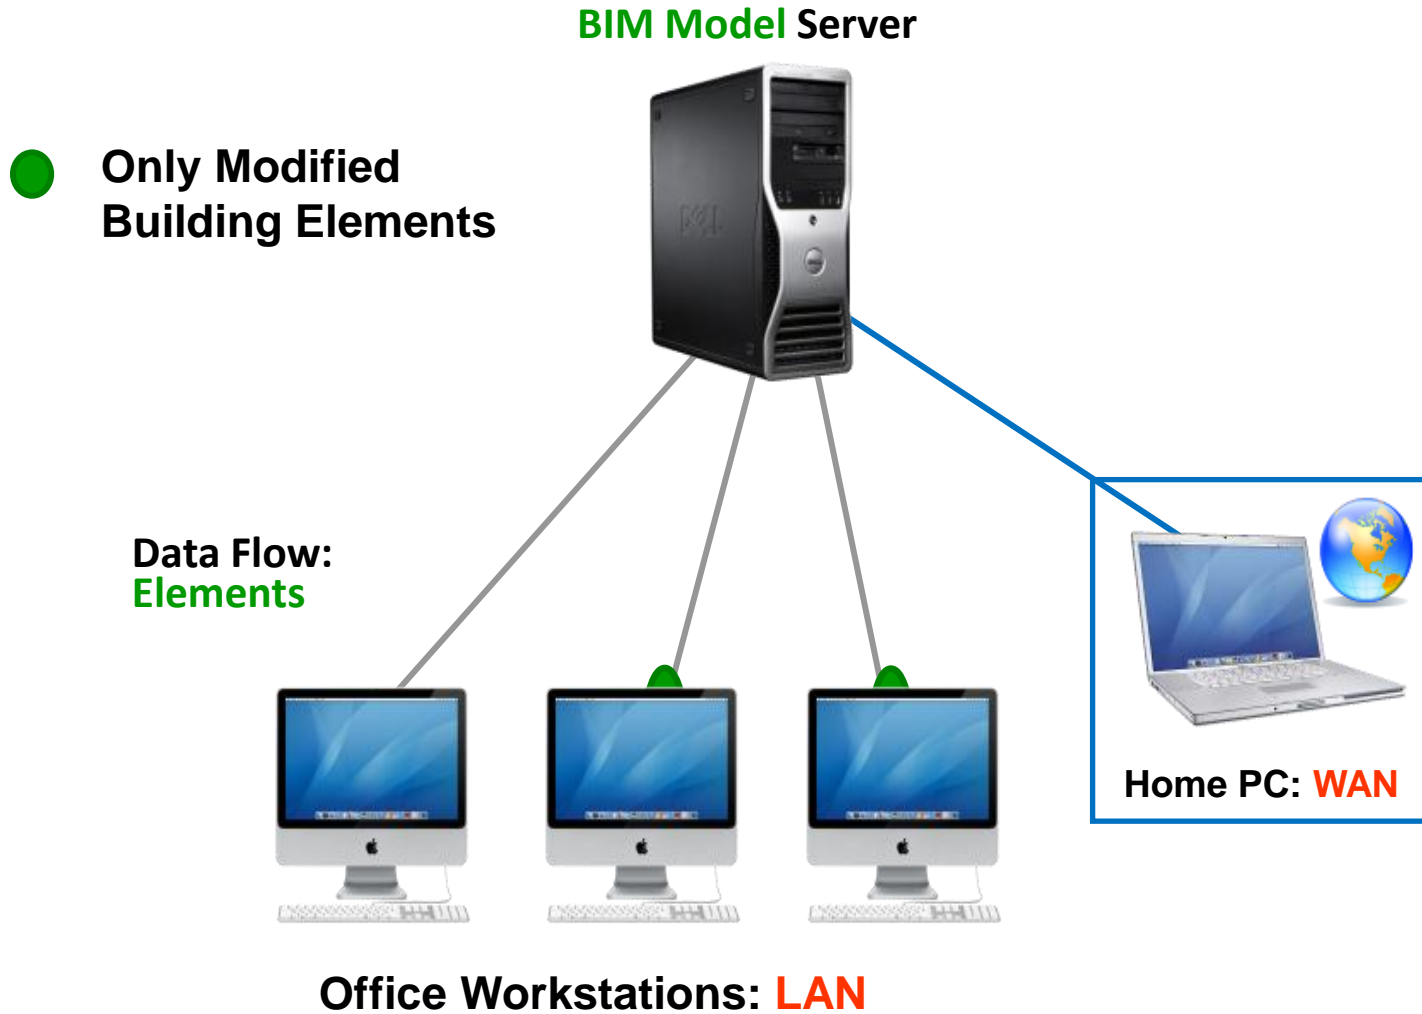 BIM Model Server
Only Modified
Building Elements
Data Flow:
Elements
Home PC: WAN
Office Workstations: LAN